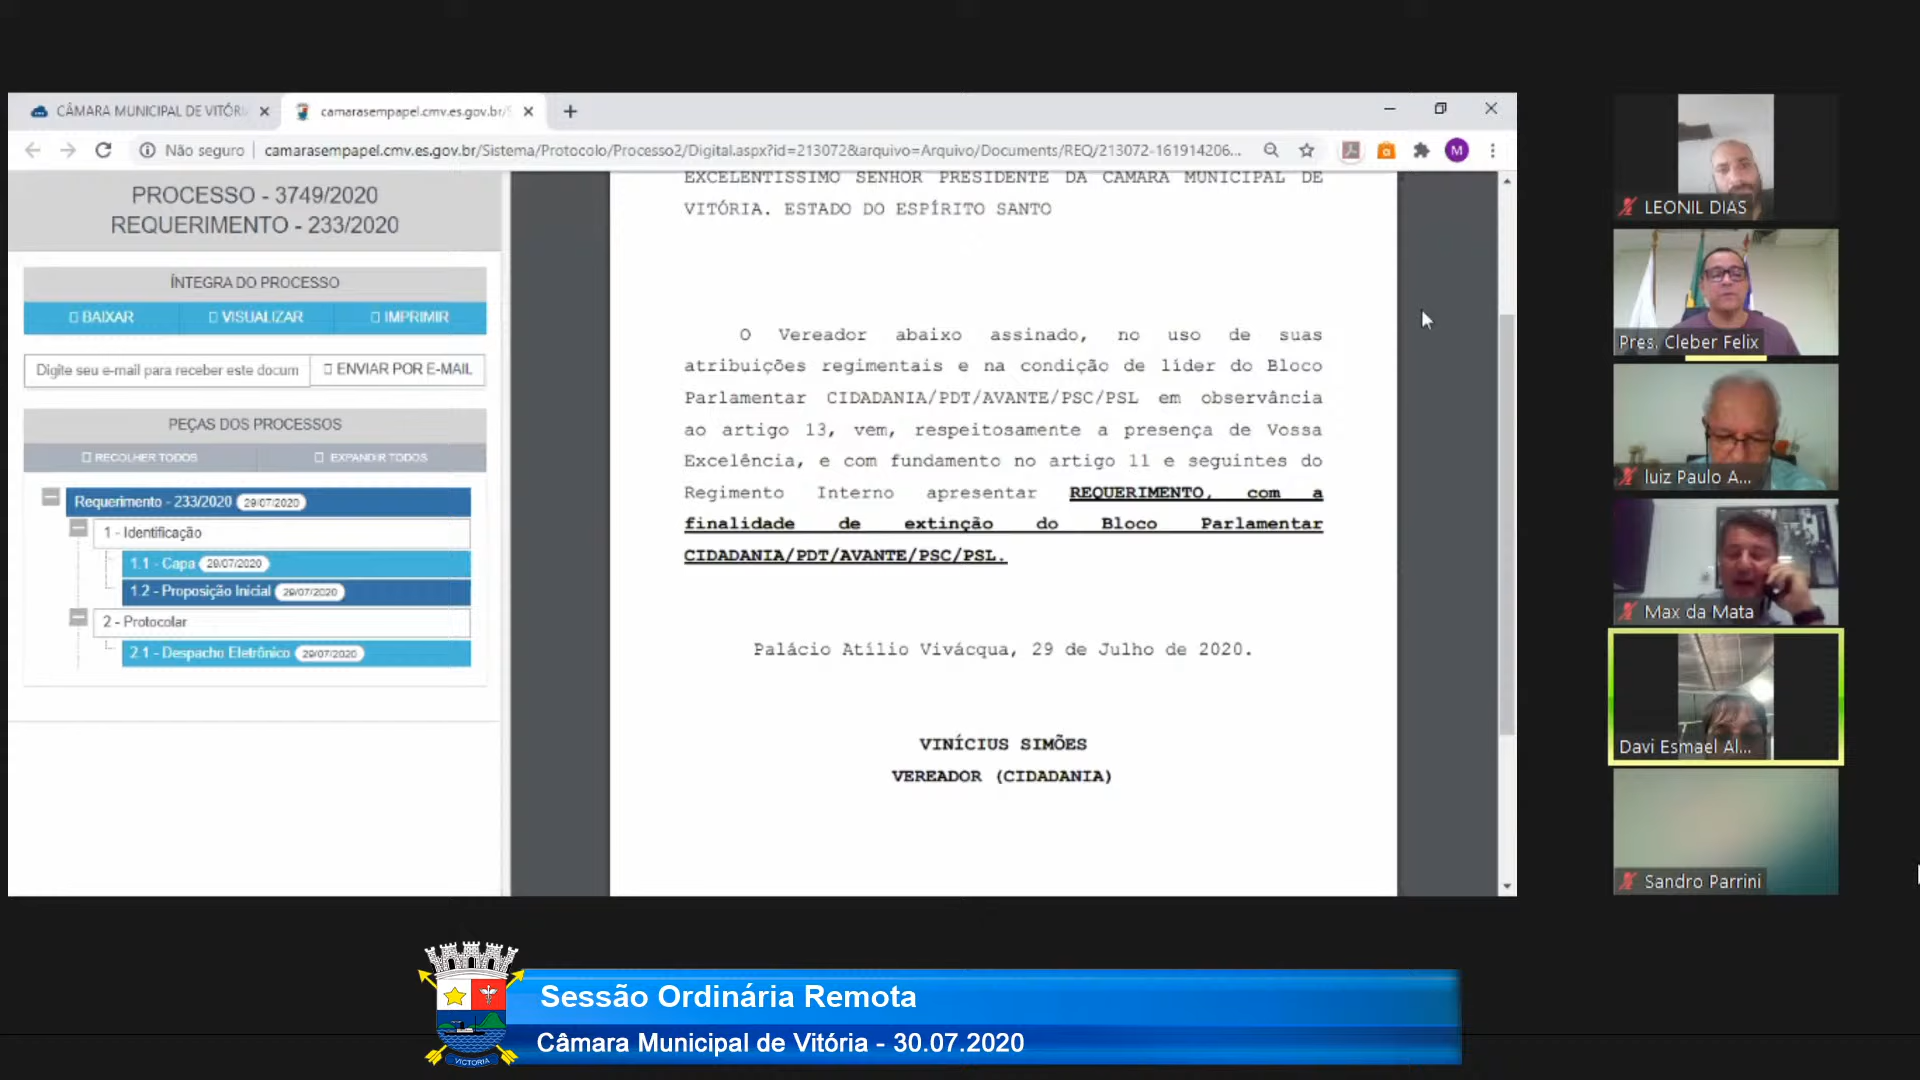 CÂMARA MUNICIPAL DE VITÓRI
camarasempapel.cmv.es.gov.br/S
Não seguro
camarasempapel.cmv.es.gov.br/Sistema/Protocolo/Processo2/Digital.aspx?id=213072&arquivo=Arquivo/Documents/REQ/213072-161914206...
M
PROCESSO - 3749/2020
REQUERIMENTO - 233/2020
ÍNTEGRA DO PROCESSO
BAIXAR
VISUALIZAR
IMPRIMIR
Digite seu e-mail para receber este docum
ENVIAR POR E-MAIL
PEÇAS DOS PROCESSOS
RECOLHER TODOS
EXPANDIR TODOS
Requerimento - 233/2020 29/07/2020
1 - Identificação
1.1 - Capa 29/07/2020
1.2 - Proposição Inicial 29/07/2020
2 - Protocolar
2.1 - Despacho Eletrônico 29/07/2020
EXCELENTÍSSIMO SENHOR PRESIDENTE DA CÂMARA MUNICIPAL DE
VITÓRIA. ESTADO DO ESPÍRITO SANTO
O Vereador abaixo assinado, no uso de suas
atribuições regimentais e na condição de líder do Bloco
Parlamentar CIDADANIA/PDT/AVANTE/PSC/PSL em observância
ao artigo 13, vem, respeitosamente a presença de Vossa
Excelência, e com fundamento no artigo 11 e seguintes do
Regimento Interno apresentar REQUERIMENTO, com a
finalidade de extinção do Bloco Parlamentar
CIDADANIA/PDT/AVANTE/PSC/PSL.
Palácio Atílio Vivácqua, 29 de Julho de 2020.
VINÍCIUS SIMÕES
VEREADOR (CIDADANIA)
LEONIL DIAS
Pres. Cleber Felix
luiz Paulo A...
Max da Mata
Davi Esmael Al...
Sandro Parrini
VICTORIA
Sessão Ordinária Remota
Câmara Municipal de Vitória - 30.07.2020